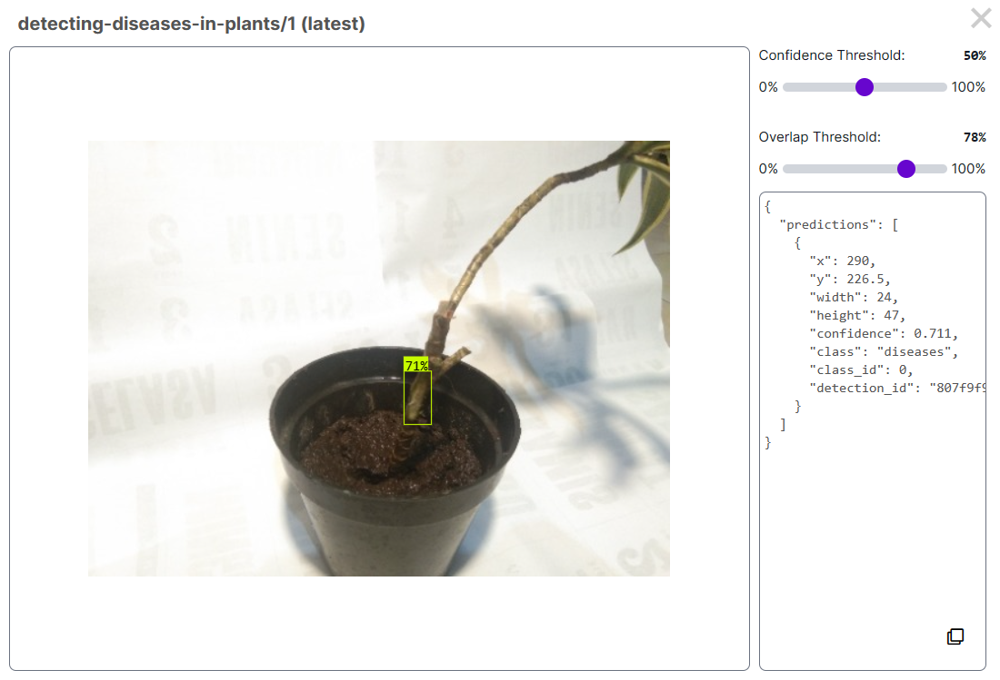 detecting-diseases-in-plants/1 (latest)
Confidence Threshold: 50%
0% 100%
Overlap Threshold: 78%
0% 100%
{
"predictions": [
{
"x": 290,
"y": 226.5,
"width": 24,
"height": 47,
"confidence": 0.711,
"class": "diseases",
"class_id": 0,
"detection_id": "807f9f9
}
]
}
71%